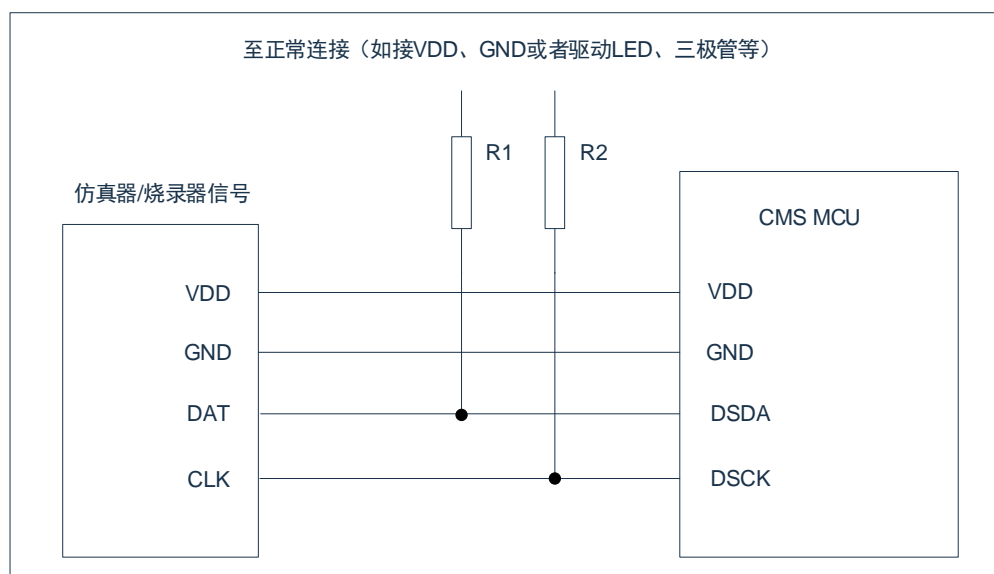 至正常连接（如接VDD、GND或者驱动LED、三极管等）
R1
R2
仿真器/烧录器信号
CMS MCU
VDD
VDD
GND
GND
DAT
DSDA
CLK
DSCK